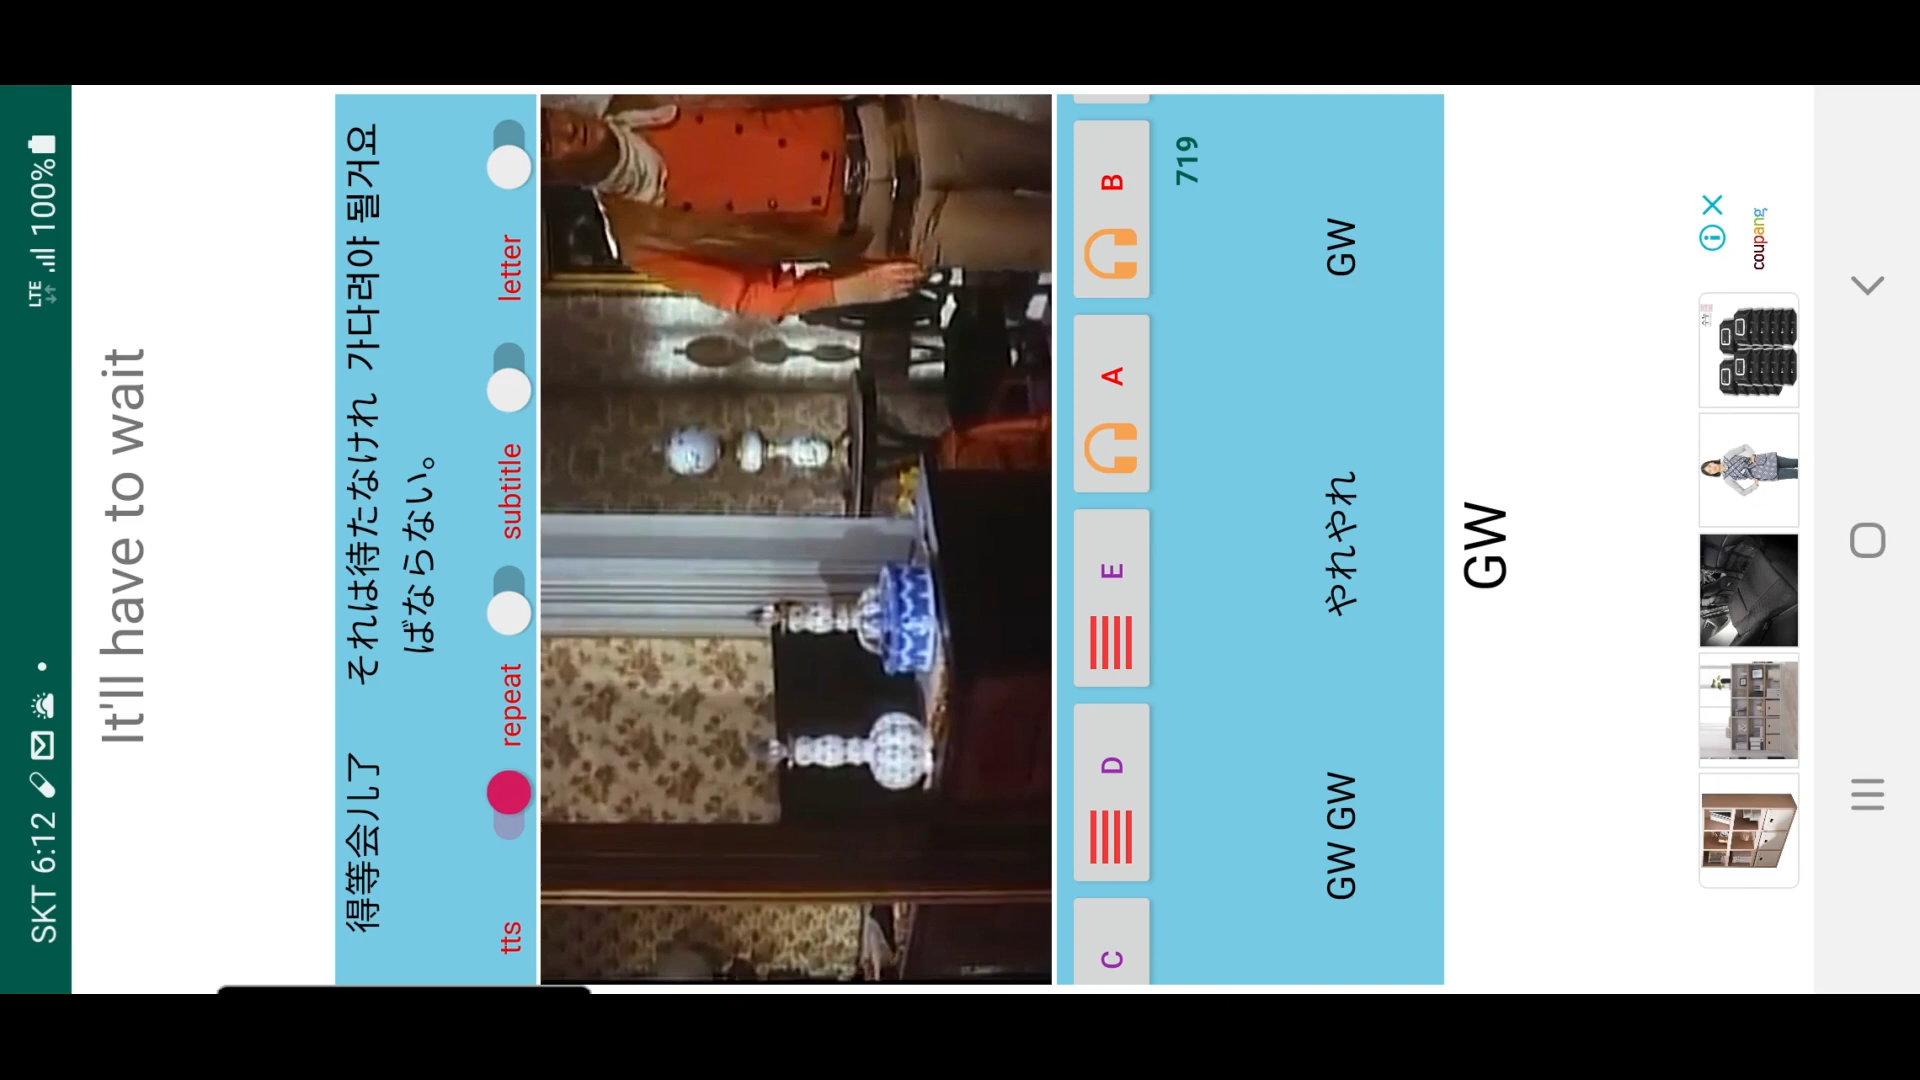 SKT 6:12 LTE 100%
It'll have to wait
得等会儿了
それは待たなけれ
ばならない。
가다려야 될거요
tts repeat subtitle letter
C D E A B
719
GW GW やれやれ GW
GW
coupang